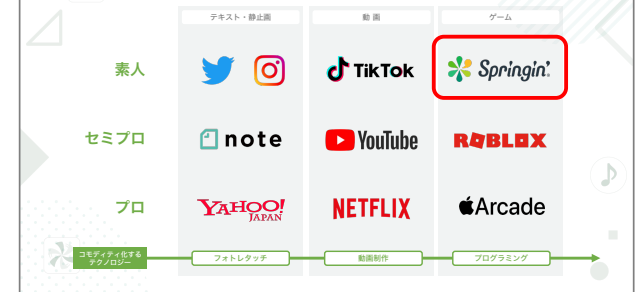 テキスト・静止画 動画 ゲーム
素人 TikTok Springin'
セミプロ note YouTube ROBLOX
プロ YAHOO! JAPAN NETFLIX Arcade
コモディティ化する
テクノロジー
フォトレタッチ 動画制作 プログラミング